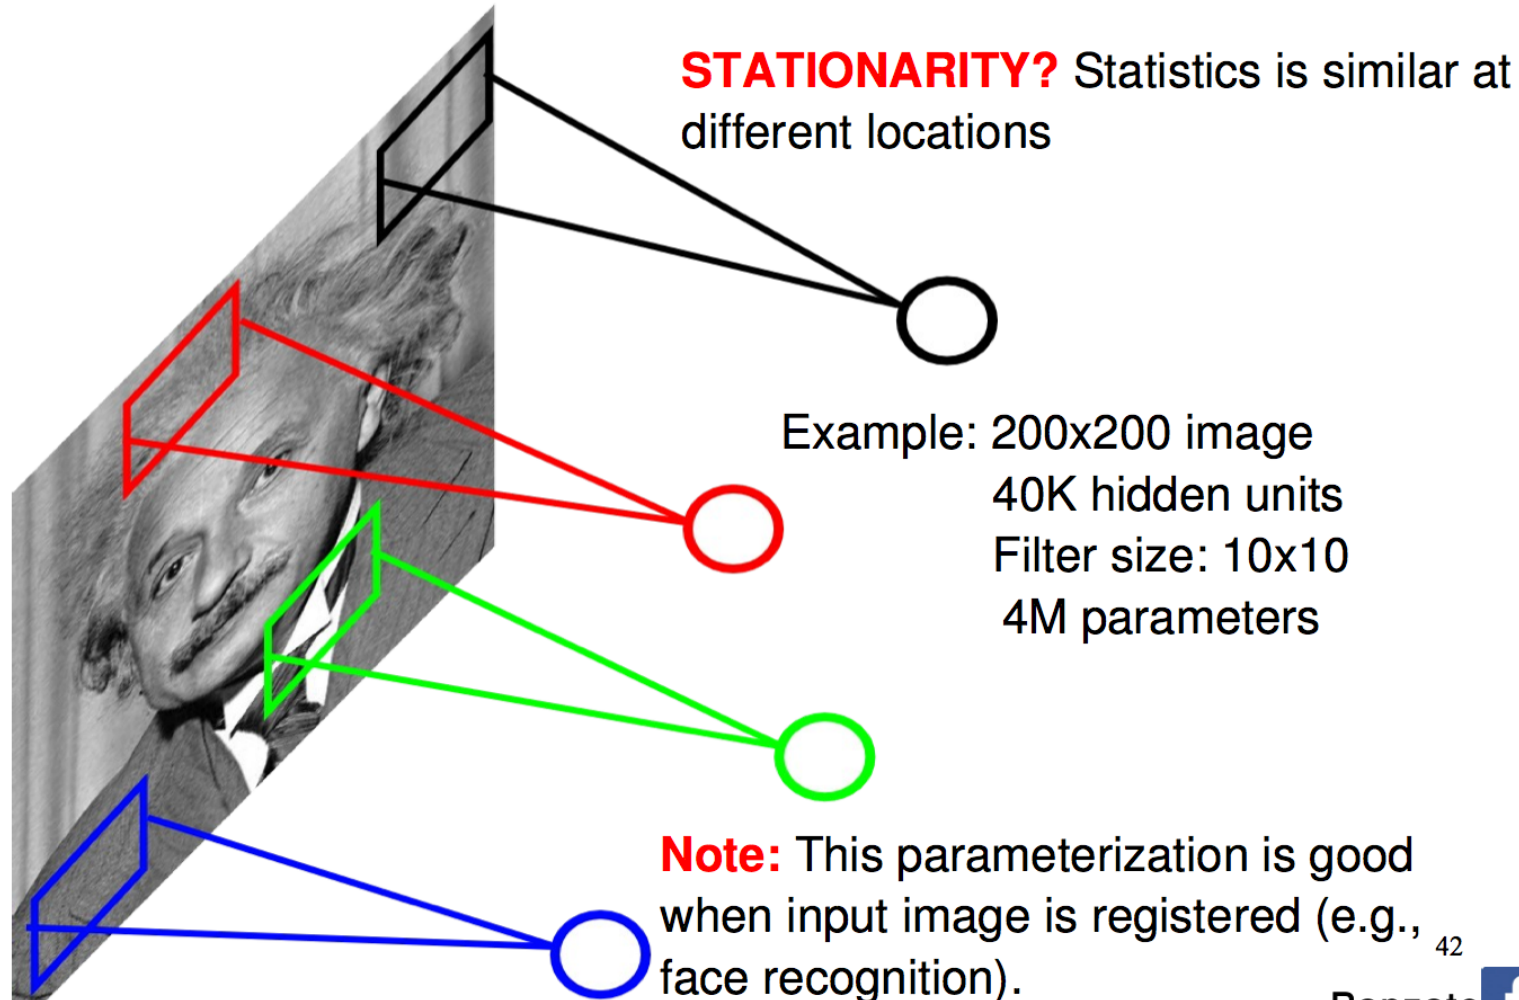 STATIONARITY? Statistics is similar at
different locations
Example: 200x200 image
40K hidden units
Filter size: 10x10
4M parameters
Note: This parameterization is good
when input image is registered (e.g.,
face recognition).
42